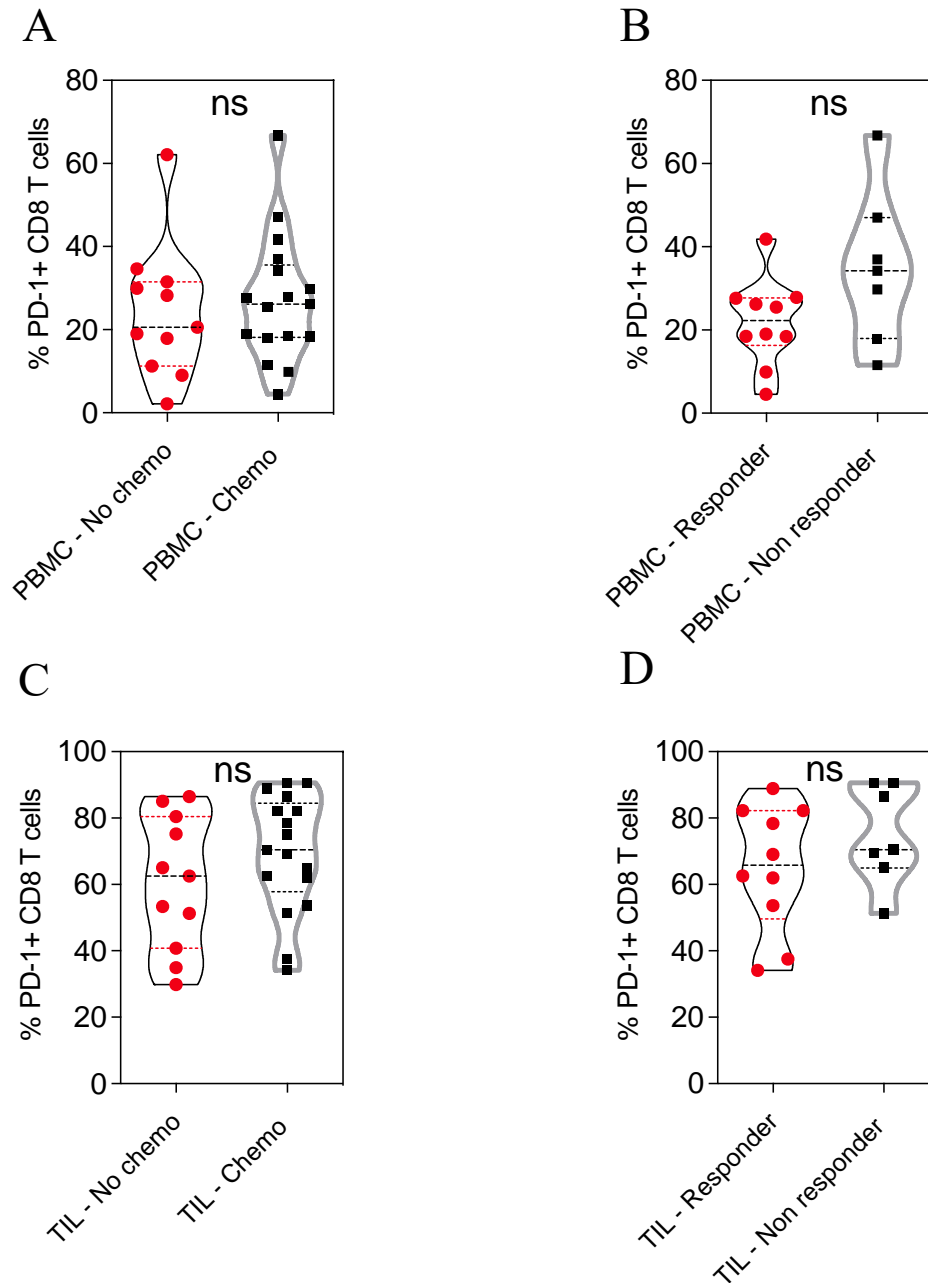 A
80
60
40
20
0
% PD-1+ CD8 T cells
ns
PBMC - No chemo
PBMC - Chemo
B
80
60
40
20
0
% PD-1+ CD8 T cells
ns
PBMC - Responder
PBMC - Non responder
C
100
80
60
40
20
0
% PD-1+ CD8 T cells
ns
TIL - No chemo
TIL - Chemo
D
100
80
60
40
20
0
% PD-1+ CD8 T cells
ns
TIL - Responder
TIL - Non responder